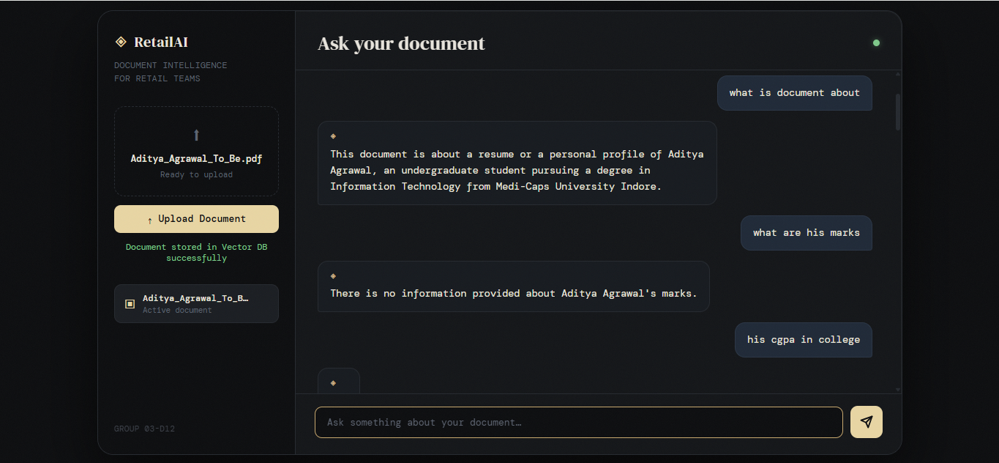 RetailAI
DOCUMENT INTELLIGENCE
FOR RETAIL TEAMS
Aditya_Agrawal_To_Be.pdf
Ready to upload
↑ Upload Document
Document stored in Vector DB
successfully
Aditya_Agrawal_To_B…
Active document
GROUP 03-D12
Ask your document
what is document about
This document is about a resume or a personal profile of Aditya
Agrawal, an undergraduate student pursuing a degree in
Information Technology from Medi-Caps University Indore.
what are his marks
There is no information provided about Aditya Agrawal's marks.
his cgpa in college
Ask something about your document…